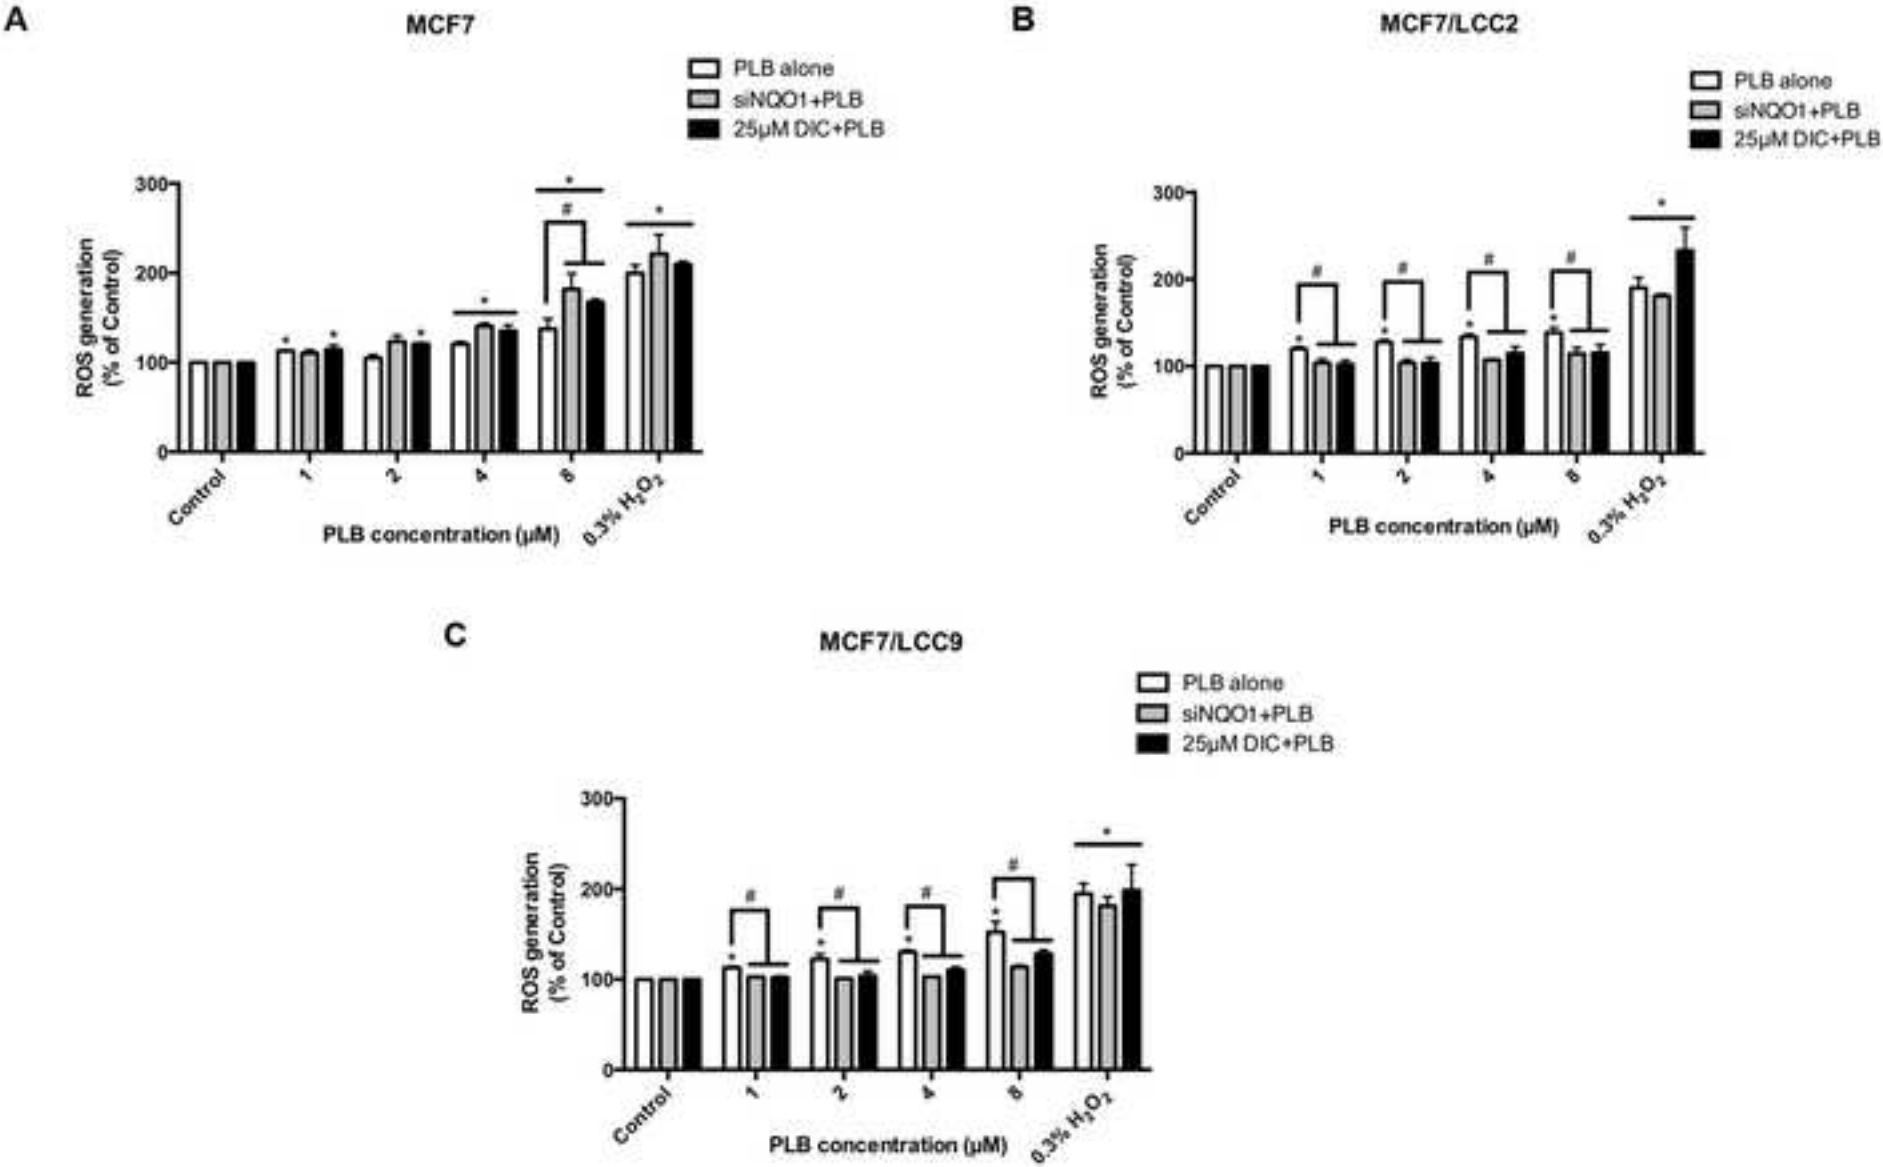 A
MCF7
PLB alone
siNQO1+PLB
25µM DIC+PLB
300
200
100
0
ROS generation
(% of Control)
* * * * # * *
Control 1 2 4 8 0.3% H₂O₂
PLB concentration (µM)
B
MCF7/LCC2
PLB alone
siNQO1+PLB
25µM DIC+PLB
300
200
100
0
ROS generation
(% of Control)
# # # # *
* * * *
Control 1 2 4 8 0.3% H₂O₂
PLB concentration (µM)
C
MCF7/LCC9
PLB alone
siNQO1+PLB
25µM DIC+PLB
300
200
100
0
ROS generation
(% of Control)
# # # # *
* * * *
Control 1 2 4 8 0.3% H₂O₂
PLB concentration (µM)